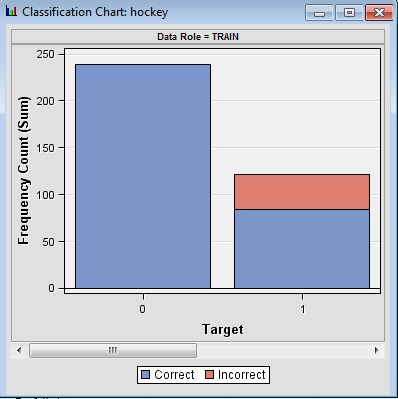 Classification Chart: hockey
Data Role = TRAIN
Frequency Count (Sum)
250
200
150
100
50
0
0 1
Target
Correct Incorrect